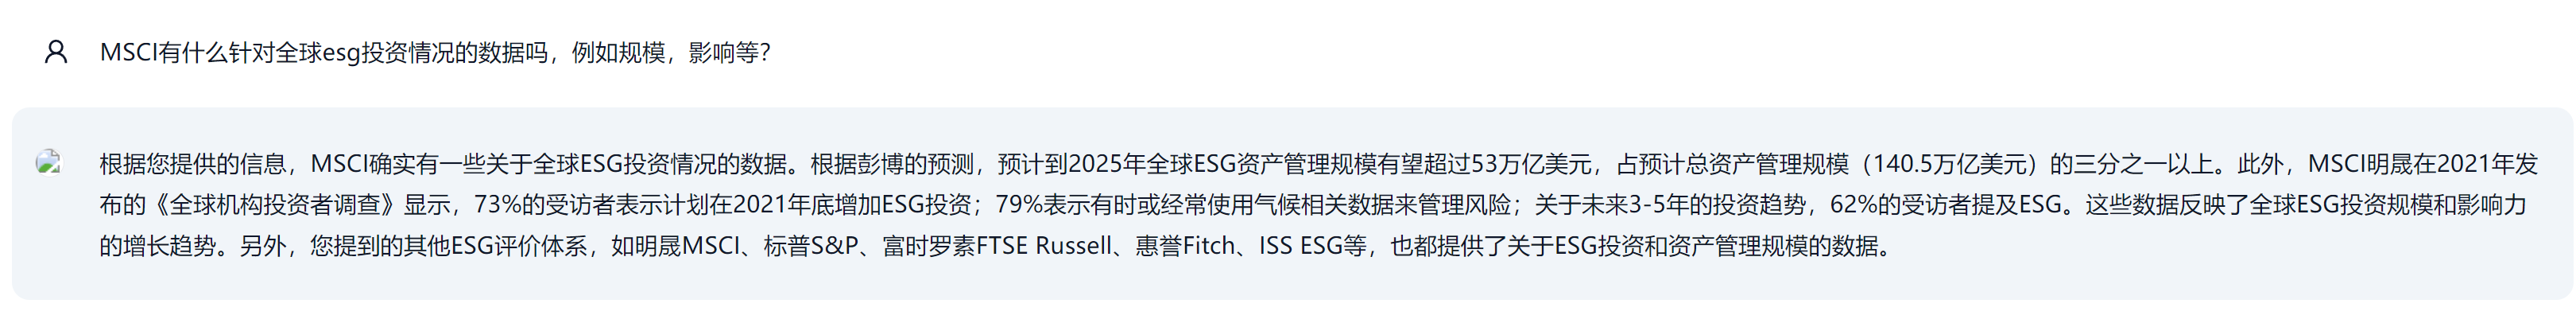 MSCI有什么针对全球esg投资情况的数据吗，例如规模，影响等？
根据您提供的信息，MSCI确实有一些关于全球ESG投资情况的数据。根据彭博的预测，预计到2025年全球ESG资产管理规模有望超过53万亿美元，占预计总资产管理规模（140.5万亿美元）的三分之一以上。此外，MSCI明晟在2021年发
布的《全球机构投资者调查》显示，73%的受访者表示计划在2021年底增加ESG投资；79%表示有时或经常使用气候相关数据来管理风险；关于未来3-5年的投资趋势，62%的受访者提及ESG。这些数据反映了全球ESG投资规模和影响力
的增长趋势。另外，您提到的其他ESG评价体系，如明晟MSCI、标普S&P、富时罗素FTSE Russell、惠誉Fitch、ISS ESG等，也都提供了关于ESG投资和资产管理规模的数据。